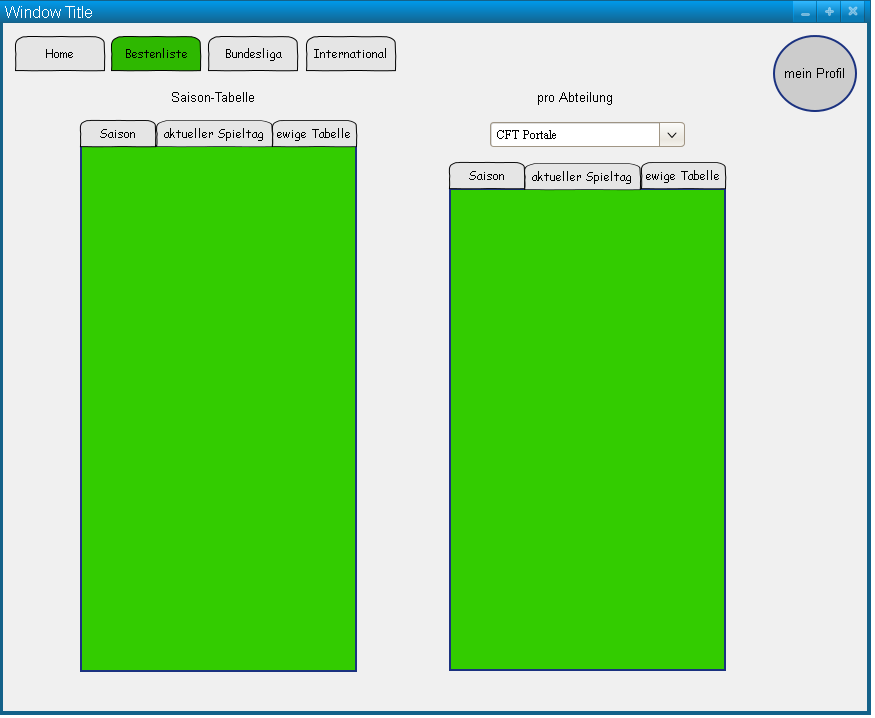 Window Title
Home
Bestenliste
Bundesliga
International
mein Profil
Saison-Tabelle
pro Abteilung
Saison
aktueller Spieltag
ewige Tabelle
CFT Portale
Saison
aktueller Spieltag
ewige Tabelle